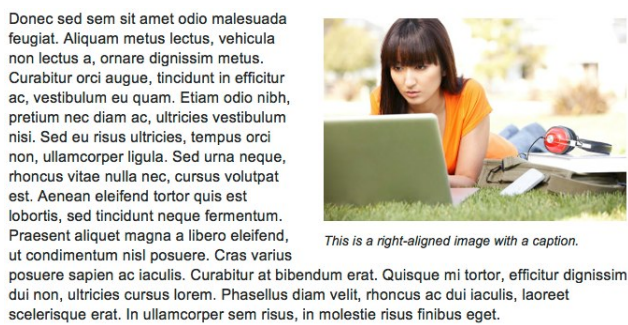 Donec sed sem sit amet odio malesuada
feugiat. Aliquam metus lectus, vehicula
non lectus a, ornare dignissim metus.
Curabitur orci augue, tincidunt in efficitur
ac, vestibulum eu quam. Etiam odio nibh,
pretium nec diam ac, ultricies vestibulum
nisi. Sed eu risus ultricies, tempus orci
non, ullamcorper ligula. Sed urna neque,
rhoncus vitae nulla nec, cursus volutpat
est. Aenean eleifend tortor quis est
lobortis, sed tincidunt neque fermentum.
Praesent aliquet magna a libero eleifend,
ut condimentum nisl posuere. Cras varius
posuere sapien ac iaculis. Curabitur at bibendum erat. Quisque mi tortor, efficitur dignissim
dui non, ultricies cursus lorem. Phasellus diam velit, rhoncus ac dui iaculis, laoreet
scelerisque erat. In ullamcorper sem risus, in molestie risus finibus eget.
This is a right-aligned image with a caption.